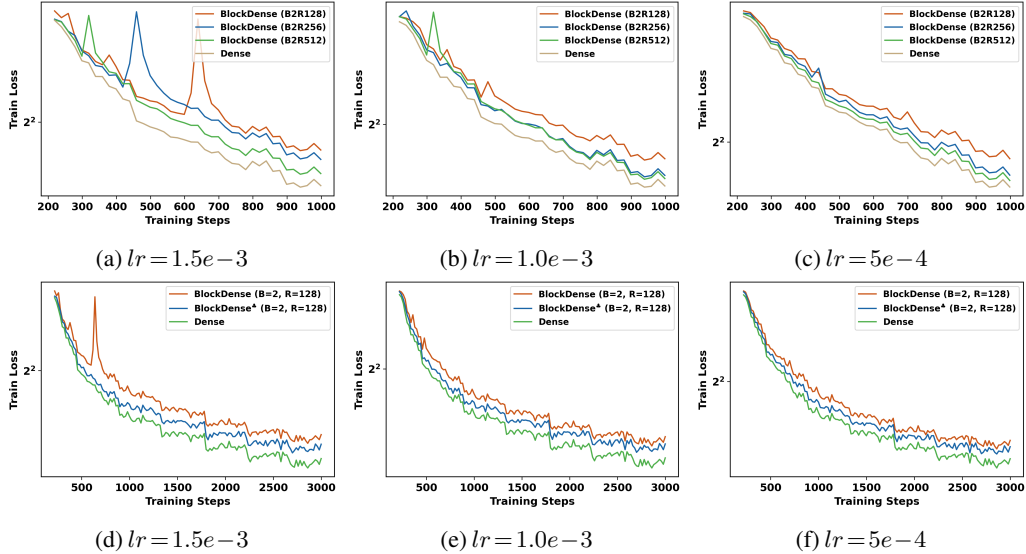 BlockDense (B2R128)
BlockDense (B2R256)
BlockDense (B2R512)
Dense
Train Loss
2²
200 300 400 500 600 700 800 900 1000
Training Steps
(a) lr = 1.5e−3
BlockDense (B2R128)
BlockDense (B2R256)
BlockDense (B2R512)
Dense
Train Loss
2²
200 300 400 500 600 700 800 900 1000
Training Steps
(b) lr = 1.0e−3
BlockDense (B2R128)
BlockDense (B2R256)
BlockDense (B2R512)
Dense
Train Loss
2²
200 300 400 500 600 700 800 900 1000
Training Steps
(c) lr = 5e−4
BlockDense (B=2, R=128)
BlockDense▲ (B=2, R=128)
Dense
Train Loss
2²
500 1000 1500 2000 2500 3000
Training Steps
(d) lr = 1.5e−3
BlockDense (B=2, R=128)
BlockDense▲ (B=2, R=128)
Dense
Train Loss
2²
500 1000 1500 2000 2500 3000
Training Steps
(e) lr = 1.0e−3
BlockDense (B=2, R=128)
BlockDense▲ (B=2, R=128)
Dense
Train Loss
2²
500 1000 1500 2000 2500 3000
Training Steps
(f) lr = 5e−4